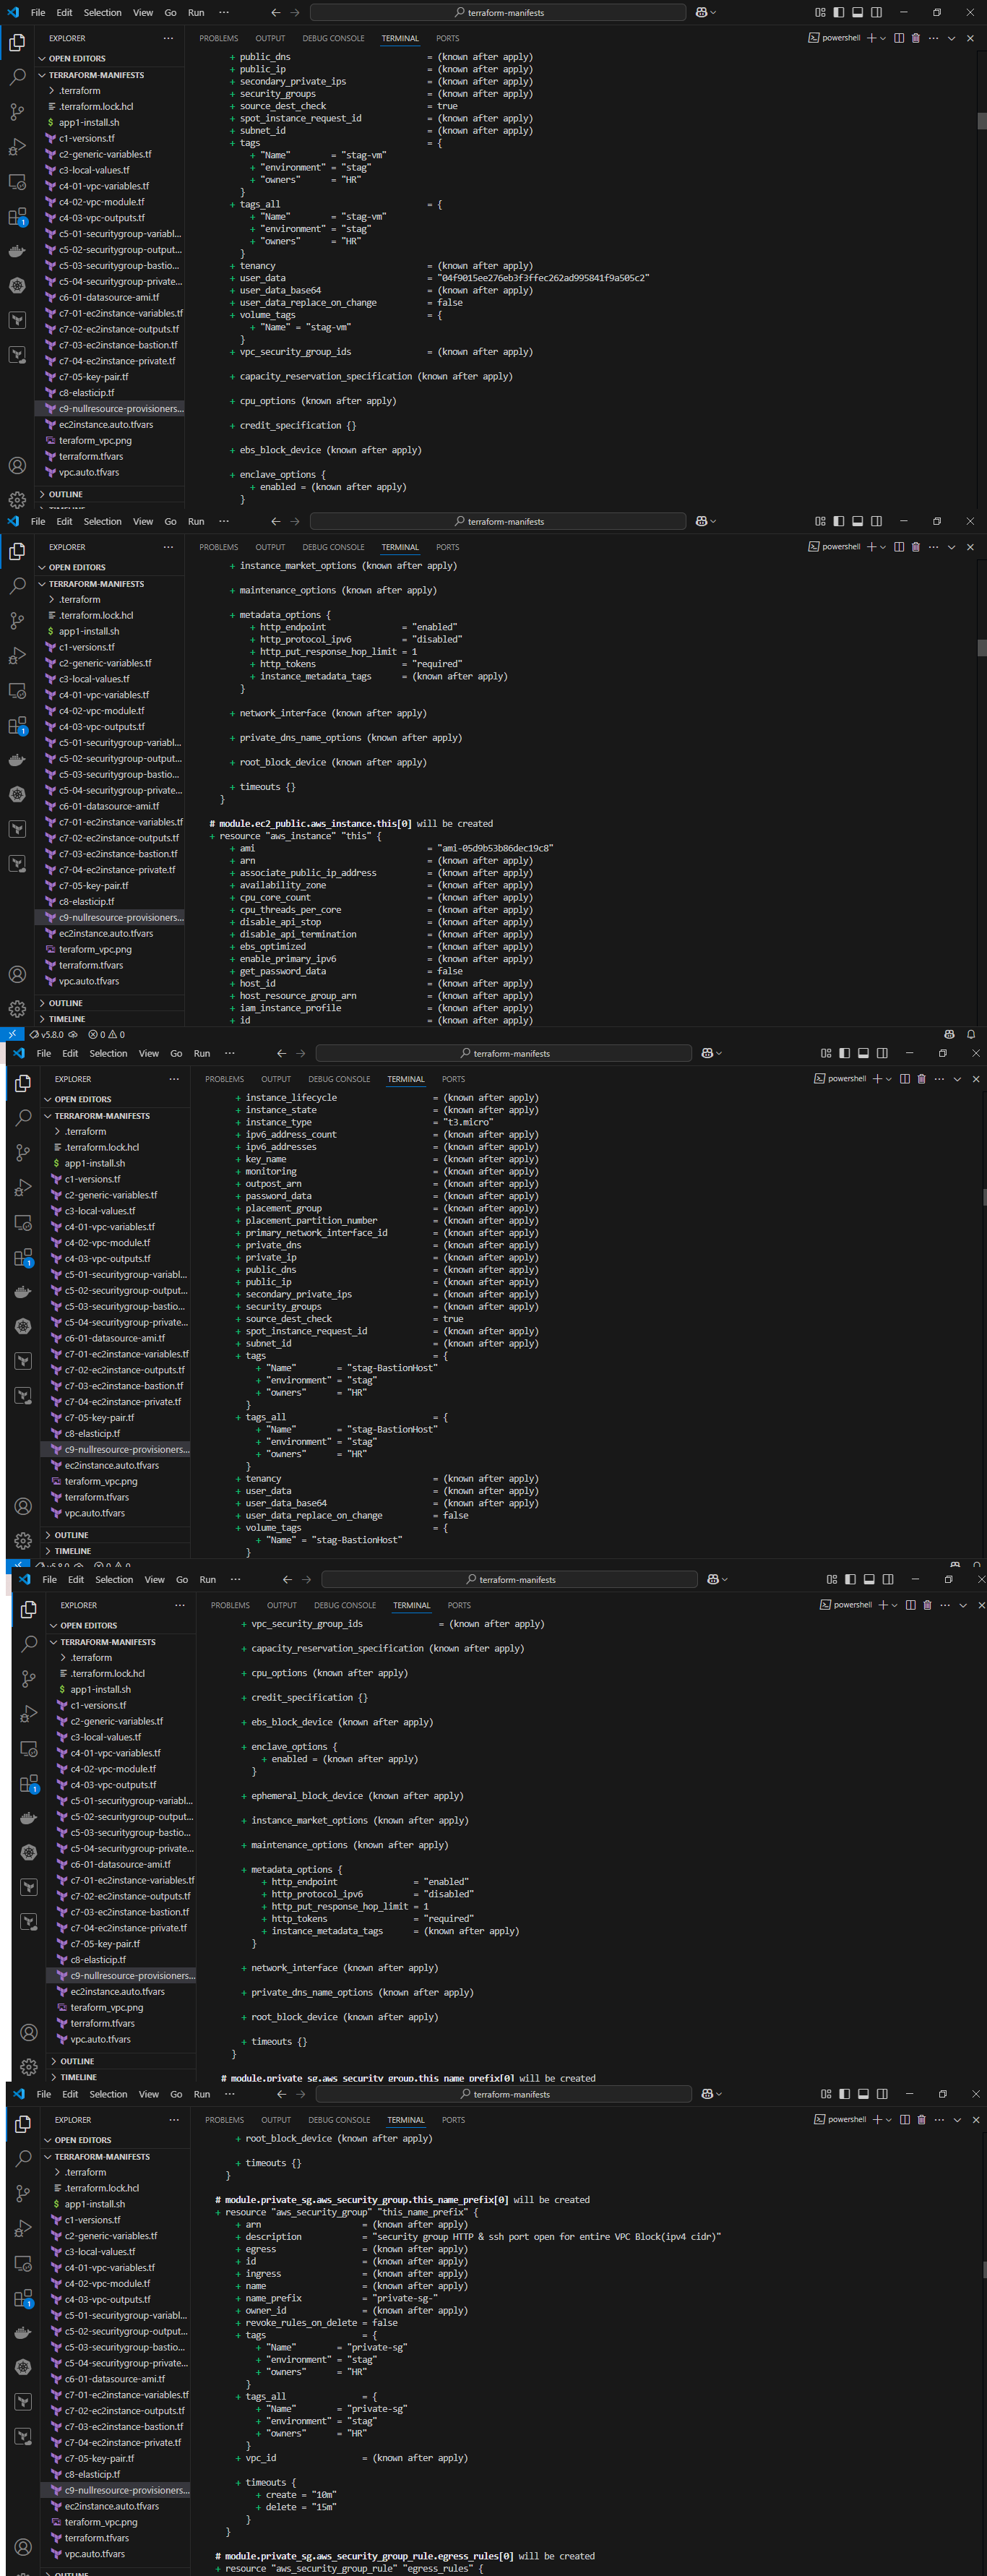 File Edit Selection View Go Run ··· terraform-manifests
EXPLORER ··· PROBLEMS OUTPUT DEBUG CONSOLE TERMINAL PORTS powershell
OPEN EDITORS
TERRAFORM-MANIFESTS
.terraform
.terraform.lock.hcl
$ app1-install.sh
c1-versions.tf
c2-generic-variables.tf
c3-local-values.tf
c4-01-vpc-variables.tf
c4-02-vpc-module.tf
c4-03-vpc-outputs.tf
c5-01-securitygroup-variabl...
c5-02-securitygroup-output...
c5-03-securitygroup-bastio...
c5-04-securitygroup-private...
c6-01-datasource-ami.tf
c7-01-ec2instance-variables.tf
c7-02-ec2instance-outputs.tf
c7-03-ec2instance-bastion.tf
c7-04-ec2instance-private.tf
c7-05-key-pair.tf
c8-elasticip.tf
c9-nullresource-provisioners...
ec2instance.auto.tfvars
teraform_vpc.png
terraform.tfvars
vpc.auto.tfvars
OUTLINE
1
+ public_dns = (known after apply)
+ public_ip = (known after apply)
+ secondary_private_ips = (known after apply)
+ security_groups = (known after apply)
+ source_dest_check = true
+ spot_instance_request_id = (known after apply)
+ subnet_id = (known after apply)
+ tags = {
+ "Name" = "stag-vm"
+ "environment" = "stag"
+ "owners" = "HR"
}
+ tags_all = {
+ "Name" = "stag-vm"
+ "environment" = "stag"
+ "owners" = "HR"
}
+ tenancy = (known after apply)
+ user_data = "04f9015ee276eb3f3ffec262ad995841f9a505c2"
+ user_data_base64 = (known after apply)
+ user_data_replace_on_change = false
+ volume_tags = {
+ "Name" = "stag-vm"
}
+ vpc_security_group_ids = (known after apply)
+ capacity_reservation_specification (known after apply)
+ cpu_options (known after apply)
+ credit_specification {}
+ ebs_block_device (known after apply)
+ enclave_options {
+ enabled = (known after apply)
}
File Edit Selection View Go Run ··· terraform-manifests
EXPLORER ··· PROBLEMS OUTPUT DEBUG CONSOLE TERMINAL PORTS powershell
OPEN EDITORS
TERRAFORM-MANIFESTS
.terraform
.terraform.lock.hcl
$ app1-install.sh
c1-versions.tf
c2-generic-variables.tf
c3-local-values.tf
c4-01-vpc-variables.tf
c4-02-vpc-module.tf
c4-03-vpc-outputs.tf
c5-01-securitygroup-variabl...
c5-02-securitygroup-output...
c5-03-securitygroup-bastio...
c5-04-securitygroup-private...
c6-01-datasource-ami.tf
c7-01-ec2instance-variables.tf
c7-02-ec2instance-outputs.tf
c7-03-ec2instance-bastion.tf
c7-04-ec2instance-private.tf
c7-05-key-pair.tf
c8-elasticip.tf
c9-nullresource-provisioners...
ec2instance.auto.tfvars
teraform_vpc.png
terraform.tfvars
vpc.auto.tfvars
OUTLINE
TIMELINE
1
+ instance_market_options (known after apply)
+ maintenance_options (known after apply)
+ metadata_options {
+ http_endpoint = "enabled"
+ http_protocol_ipv6 = "disabled"
+ http_put_response_hop_limit = 1
+ http_tokens = "required"
+ instance_metadata_tags = (known after apply)
}
+ network_interface (known after apply)
+ private_dns_name_options (known after apply)
+ root_block_device (known after apply)
+ timeouts {}
}
# module.ec2_public.aws_instance.this[0] will be created
+ resource "aws_instance" "this" {
+ ami = "ami-05d9b53b86dec19c8"
+ arn = (known after apply)
+ associate_public_ip_address = (known after apply)
+ availability_zone = (known after apply)
+ cpu_core_count = (known after apply)
+ cpu_threads_per_core = (known after apply)
+ disable_api_stop = (known after apply)
+ disable_api_termination = (known after apply)
+ ebs_optimized = (known after apply)
+ enable_primary_ipv6 = (known after apply)
+ get_password_data = false
+ host_id = (known after apply)
+ host_resource_group_arn = (known after apply)
+ iam_instance_profile = (known after apply)
+ id = (known after apply)
v5.8.0 0 0
File Edit Selection View Go Run ··· terraform-manifests
EXPLORER ··· PROBLEMS OUTPUT DEBUG CONSOLE TERMINAL PORTS powershell
OPEN EDITORS
TERRAFORM-MANIFESTS
.terraform
.terraform.lock.hcl
$ app1-install.sh
c1-versions.tf
c2-generic-variables.tf
c3-local-values.tf
c4-01-vpc-variables.tf
c4-02-vpc-module.tf
c4-03-vpc-outputs.tf
c5-01-securitygroup-variabl...
c5-02-securitygroup-output...
c5-03-securitygroup-bastio...
c5-04-securitygroup-private...
c6-01-datasource-ami.tf
c7-01-ec2instance-variables.tf
c7-02-ec2instance-outputs.tf
c7-03-ec2instance-bastion.tf
c7-04-ec2instance-private.tf
c7-05-key-pair.tf
c8-elasticip.tf
c9-nullresource-provisioners...
ec2instance.auto.tfvars
teraform_vpc.png
terraform.tfvars
vpc.auto.tfvars
OUTLINE
TIMELINE
1
+ instance_lifecycle = (known after apply)
+ instance_state = (known after apply)
+ instance_type = "t3.micro"
+ ipv6_address_count = (known after apply)
+ ipv6_addresses = (known after apply)
+ key_name = (known after apply)
+ monitoring = (known after apply)
+ outpost_arn = (known after apply)
+ password_data = (known after apply)
+ placement_group = (known after apply)
+ placement_partition_number = (known after apply)
+ primary_network_interface_id = (known after apply)
+ private_dns = (known after apply)
+ private_ip = (known after apply)
+ public_dns = (known after apply)
+ public_ip = (known after apply)
+ secondary_private_ips = (known after apply)
+ security_groups = (known after apply)
+ source_dest_check = true
+ spot_instance_request_id = (known after apply)
+ subnet_id = (known after apply)
+ tags = {
+ "Name" = "stag-BastionHost"
+ "environment" = "stag"
+ "owners" = "HR"
}
+ tags_all = {
+ "Name" = "stag-BastionHost"
+ "environment" = "stag"
+ "owners" = "HR"
}
+ tenancy = (known after apply)
+ user_data = (known after apply)
+ user_data_base64 = (known after apply)
+ user_data_replace_on_change = false
+ volume_tags = {
+ "Name" = "stag-BastionHost"
}
File Edit Selection View Go Run ··· terraform-manifests
EXPLORER ··· PROBLEMS OUTPUT DEBUG CONSOLE TERMINAL PORTS powershell
OPEN EDITORS
TERRAFORM-MANIFESTS
.terraform
.terraform.lock.hcl
$ app1-install.sh
c1-versions.tf
c2-generic-variables.tf
c3-local-values.tf
c4-01-vpc-variables.tf
c4-02-vpc-module.tf
c4-03-vpc-outputs.tf
c5-01-securitygroup-variabl...
c5-02-securitygroup-output...
c5-03-securitygroup-bastio...
c5-04-securitygroup-private...
c6-01-datasource-ami.tf
c7-01-ec2instance-variables.tf
c7-02-ec2instance-outputs.tf
c7-03-ec2instance-bastion.tf
c7-04-ec2instance-private.tf
c7-05-key-pair.tf
c8-elasticip.tf
c9-nullresource-provisioners...
ec2instance.auto.tfvars
teraform_vpc.png
terraform.tfvars
vpc.auto.tfvars
OUTLINE
TIMELINE
1
+ vpc_security_group_ids = (known after apply)
+ capacity_reservation_specification (known after apply)
+ cpu_options (known after apply)
+ credit_specification {}
+ ebs_block_device (known after apply)
+ enclave_options {
+ enabled = (known after apply)
}
+ ephemeral_block_device (known after apply)
+ instance_market_options (known after apply)
+ maintenance_options (known after apply)
+ metadata_options {
+ http_endpoint = "enabled"
+ http_protocol_ipv6 = "disabled"
+ http_put_response_hop_limit = 1
+ http_tokens = "required"
+ instance_metadata_tags = (known after apply)
}
+ network_interface (known after apply)
+ private_dns_name_options (known after apply)
+ root_block_device (known after apply)
+ timeouts {}
}
# module.private_sg.aws_security_group.this_name_prefix[0] will be created
File Edit Selection View Go Run ··· terraform-manifests
EXPLORER ··· PROBLEMS OUTPUT DEBUG CONSOLE TERMINAL PORTS powershell
OPEN EDITORS
TERRAFORM-MANIFESTS
.terraform
.terraform.lock.hcl
$ app1-install.sh
c1-versions.tf
c2-generic-variables.tf
c3-local-values.tf
c4-01-vpc-variables.tf
c4-02-vpc-module.tf
c4-03-vpc-outputs.tf
c5-01-securitygroup-variabl...
c5-02-securitygroup-output...
c5-03-securitygroup-bastio...
c5-04-securitygroup-private...
c6-01-datasource-ami.tf
c7-01-ec2instance-variables.tf
c7-02-ec2instance-outputs.tf
c7-03-ec2instance-bastion.tf
c7-04-ec2instance-private.tf
c7-05-key-pair.tf
c8-elasticip.tf
c9-nullresource-provisioners...
ec2instance.auto.tfvars
teraform_vpc.png
terraform.tfvars
vpc.auto.tfvars
OUTLINE
1
+ root_block_device (known after apply)
+ timeouts {}
}
# module.private_sg.aws_security_group.this_name_prefix[0] will be created
+ resource "aws_security_group" "this_name_prefix" {
+ arn = (known after apply)
+ description = "security group HTTP & ssh port open for entire VPC Block(ipv4 cidr)"
+ egress = (known after apply)
+ id = (known after apply)
+ ingress = (known after apply)
+ name = (known after apply)
+ name_prefix = "private-sg-"
+ owner_id = (known after apply)
+ revoke_rules_on_delete = false
+ tags = {
+ "Name" = "private-sg"
+ "environment" = "stag"
+ "owners" = "HR"
}
+ tags_all = {
+ "Name" = "private-sg"
+ "environment" = "stag"
+ "owners" = "HR"
}
+ vpc_id = (known after apply)
+ timeouts {
+ create = "10m"
+ delete = "15m"
}
}
# module.private_sg.aws_security_group_rule.egress_rules[0] will be created
+ resource "aws_security_group_rule" "egress_rules" {